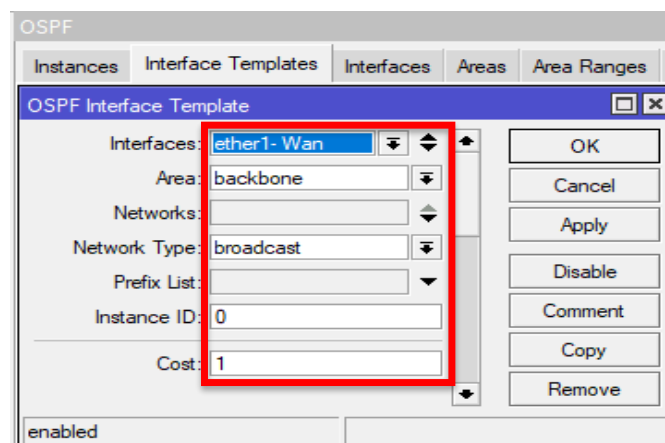 OSPF
Instances Interface Templates Interfaces Areas Area Ranges
OSPF Interface Template
Interfaces: ether1- Wan
OK
Area: backbone
Cancel
Networks:
Apply
Network Type: broadcast
Prefix List:
Disable
Instance ID: 0
Comment
Copy
Cost: 1
Remove
enabled